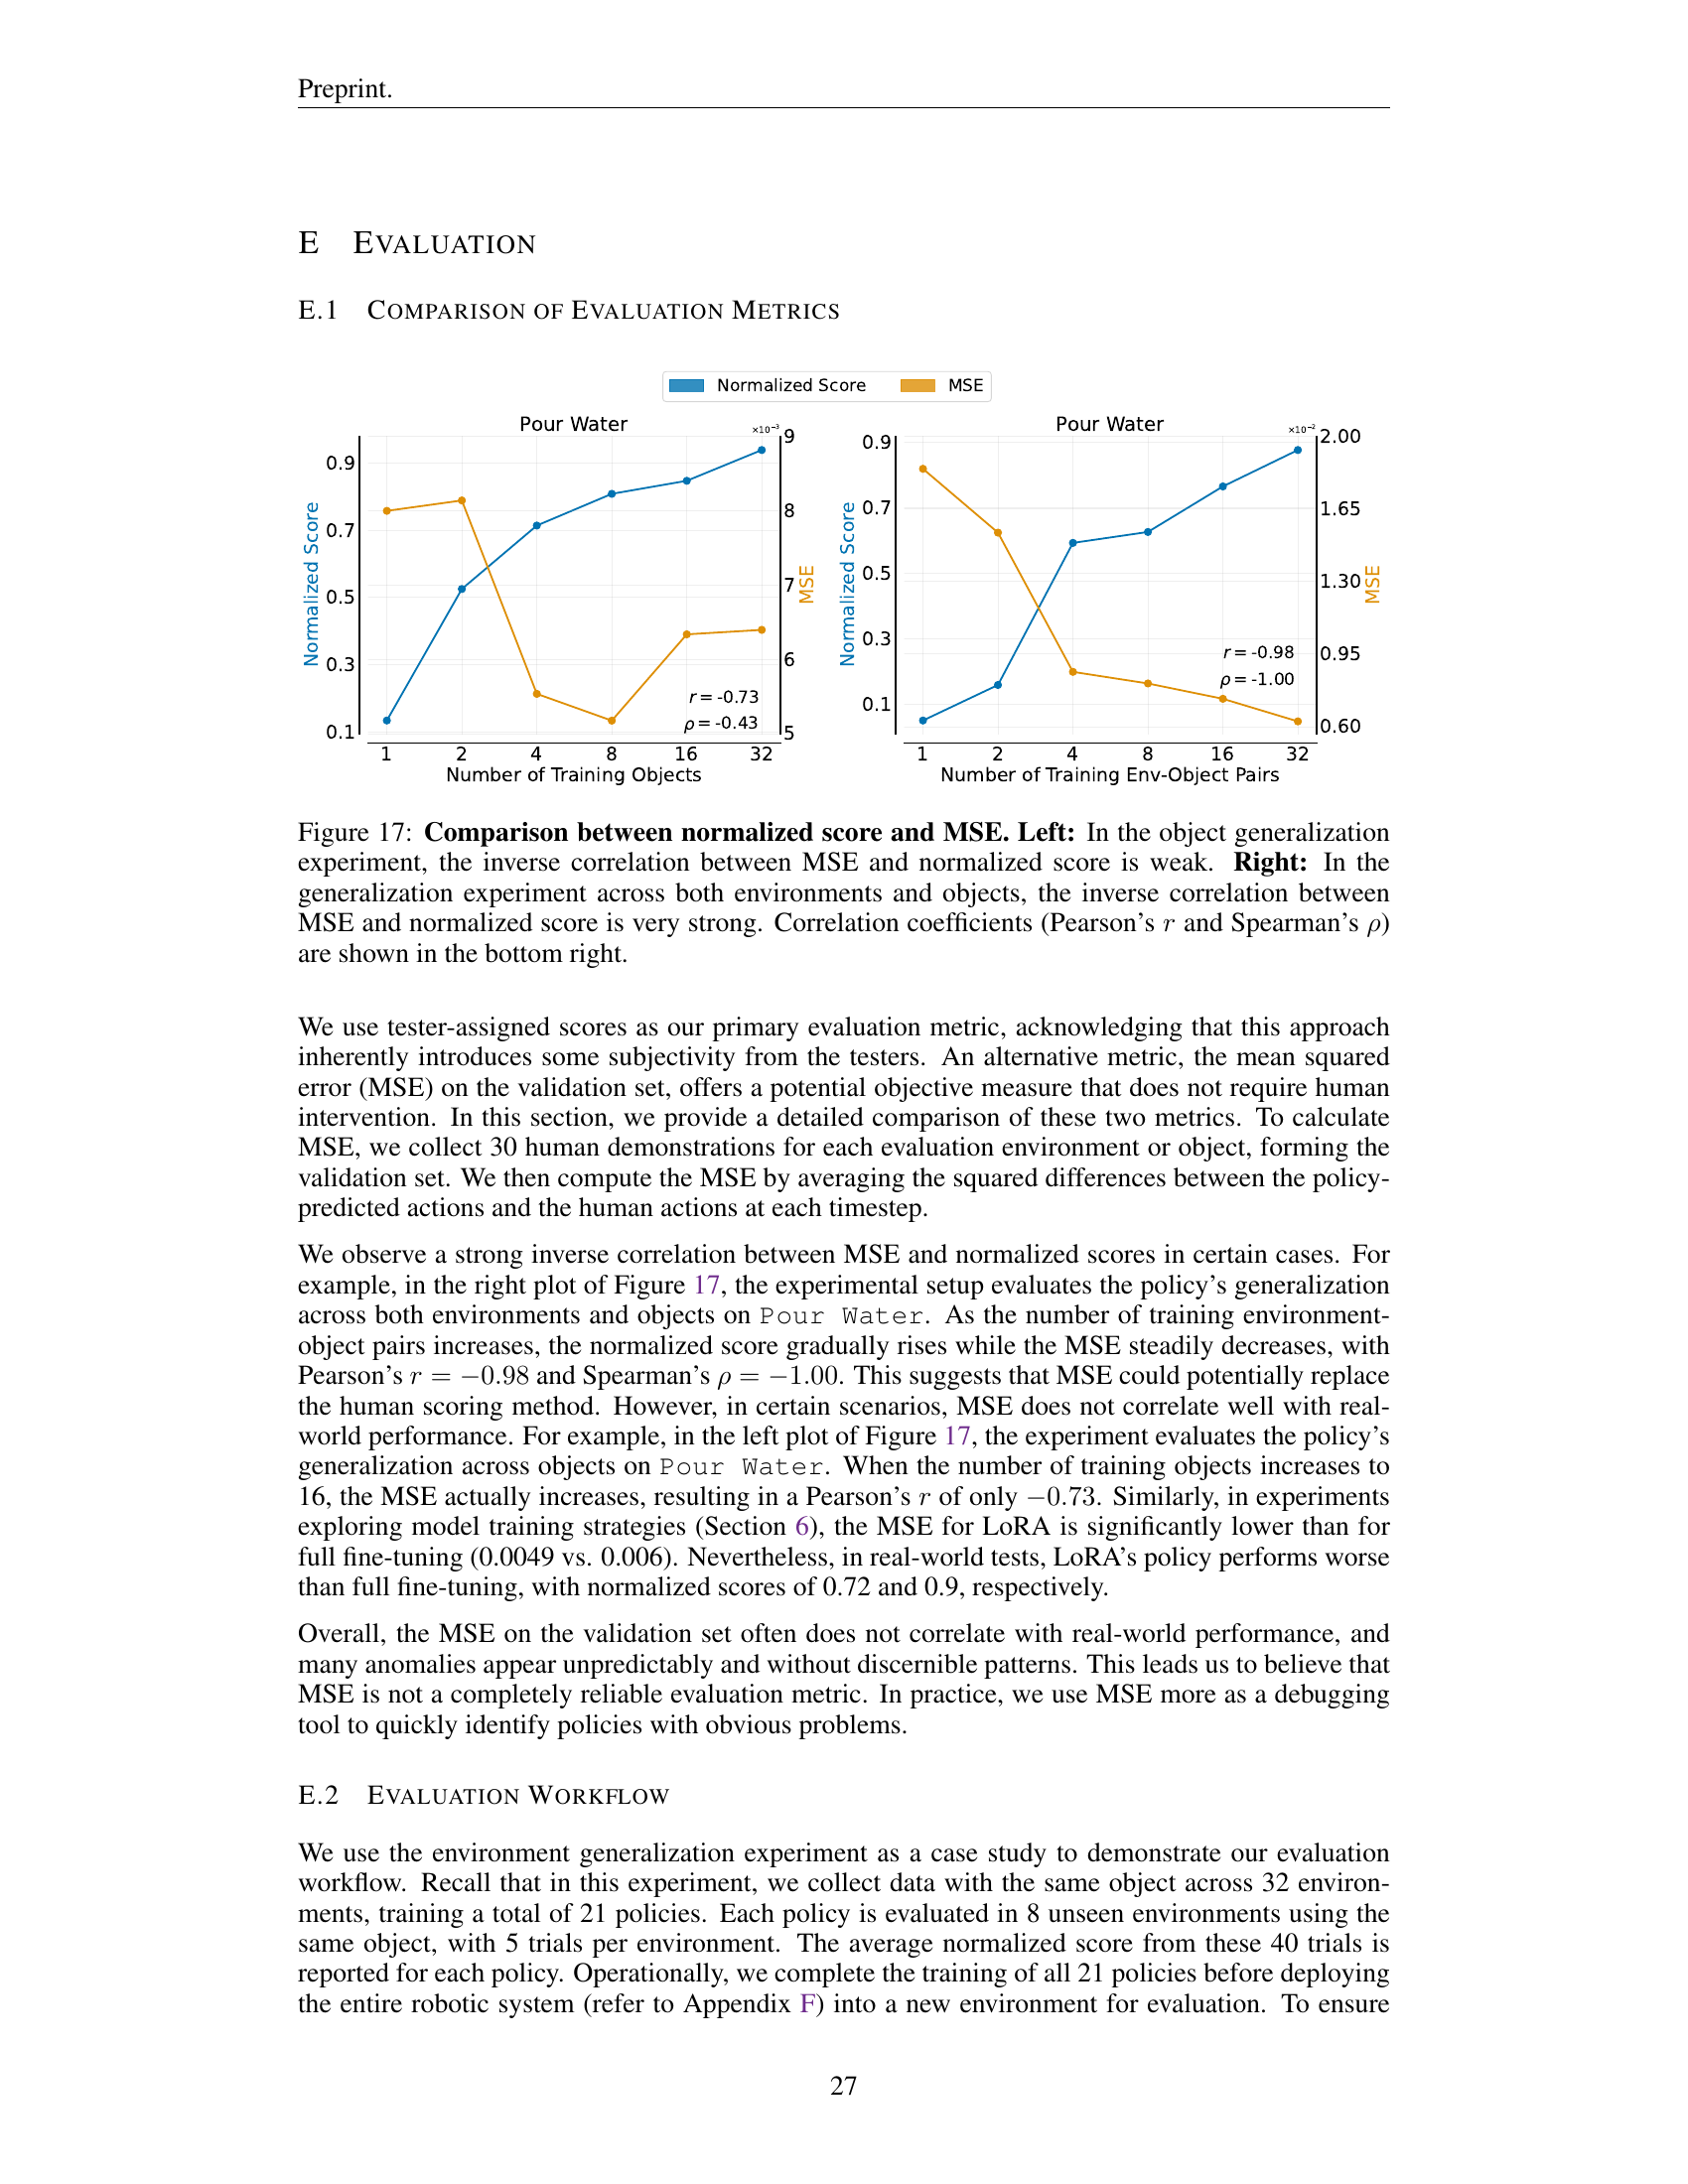 Preprint.
E EVALUATION
E.1 COMPARISON OF EVALUATION METRICS
Normalized Score MSE
Pour Water
×10⁻³
Normalized Score
0.9
0.7
0.5
0.3
0.1
9
8
7
6
5
MSE
r = -0.73
ρ = -0.43
1 2 4 8 16 32
Number of Training Objects
Pour Water
×10⁻²
Normalized Score
0.9
0.7
0.5
0.3
0.1
2.00
1.65
1.30
0.95
0.60
MSE
r = -0.98
ρ = -1.00
1 2 4 8 16 32
Number of Training Env-Object Pairs
Figure 17: Comparison between normalized score and MSE. Left: In the object generalization
experiment, the inverse correlation between MSE and normalized score is weak. Right: In the
generalization experiment across both environments and objects, the inverse correlation between
MSE and normalized score is very strong. Correlation coefficients (Pearson's r and Spearman's ρ)
are shown in the bottom right.
We use tester-assigned scores as our primary evaluation metric, acknowledging that this approach
inherently introduces some subjectivity from the testers. An alternative metric, the mean squared
error (MSE) on the validation set, offers a potential objective measure that does not require human
intervention. In this section, we provide a detailed comparison of these two metrics. To calculate
MSE, we collect 30 human demonstrations for each evaluation environment or object, forming the
validation set. We then compute the MSE by averaging the squared differences between the policy-
predicted actions and the human actions at each timestep.
We observe a strong inverse correlation between MSE and normalized scores in certain cases. For
example, in the right plot of Figure 17, the experimental setup evaluates the policy's generalization
across both environments and objects on Pour Water. As the number of training environment-
object pairs increases, the normalized score gradually rises while the MSE steadily decreases, with
Pearson's r = −0.98 and Spearman's ρ = −1.00. This suggests that MSE could potentially replace
the human scoring method. However, in certain scenarios, MSE does not correlate well with real-
world performance. For example, in the left plot of Figure 17, the experiment evaluates the policy's
generalization across objects on Pour Water. When the number of training objects increases to
16, the MSE actually increases, resulting in a Pearson's r of only −0.73. Similarly, in experiments
exploring model training strategies (Section 6), the MSE for LoRA is significantly lower than for
full fine-tuning (0.0049 vs. 0.006). Nevertheless, in real-world tests, LoRA's policy performs worse
than full fine-tuning, with normalized scores of 0.72 and 0.9, respectively.
Overall, the MSE on the validation set often does not correlate with real-world performance, and
many anomalies appear unpredictably and without discernible patterns. This leads us to believe that
MSE is not a completely reliable evaluation metric. In practice, we use MSE more as a debugging
tool to quickly identify policies with obvious problems.
E.2 EVALUATION WORKFLOW
We use the environment generalization experiment as a case study to demonstrate our evaluation
workflow. Recall that in this experiment, we collect data with the same object across 32 environ-
ments, training a total of 21 policies. Each policy is evaluated in 8 unseen environments using the
same object, with 5 trials per environment. The average normalized score from these 40 trials is
reported for each policy. Operationally, we complete the training of all 21 policies before deploying
the entire robotic system (refer to Appendix F) into a new environment for evaluation. To ensure
27